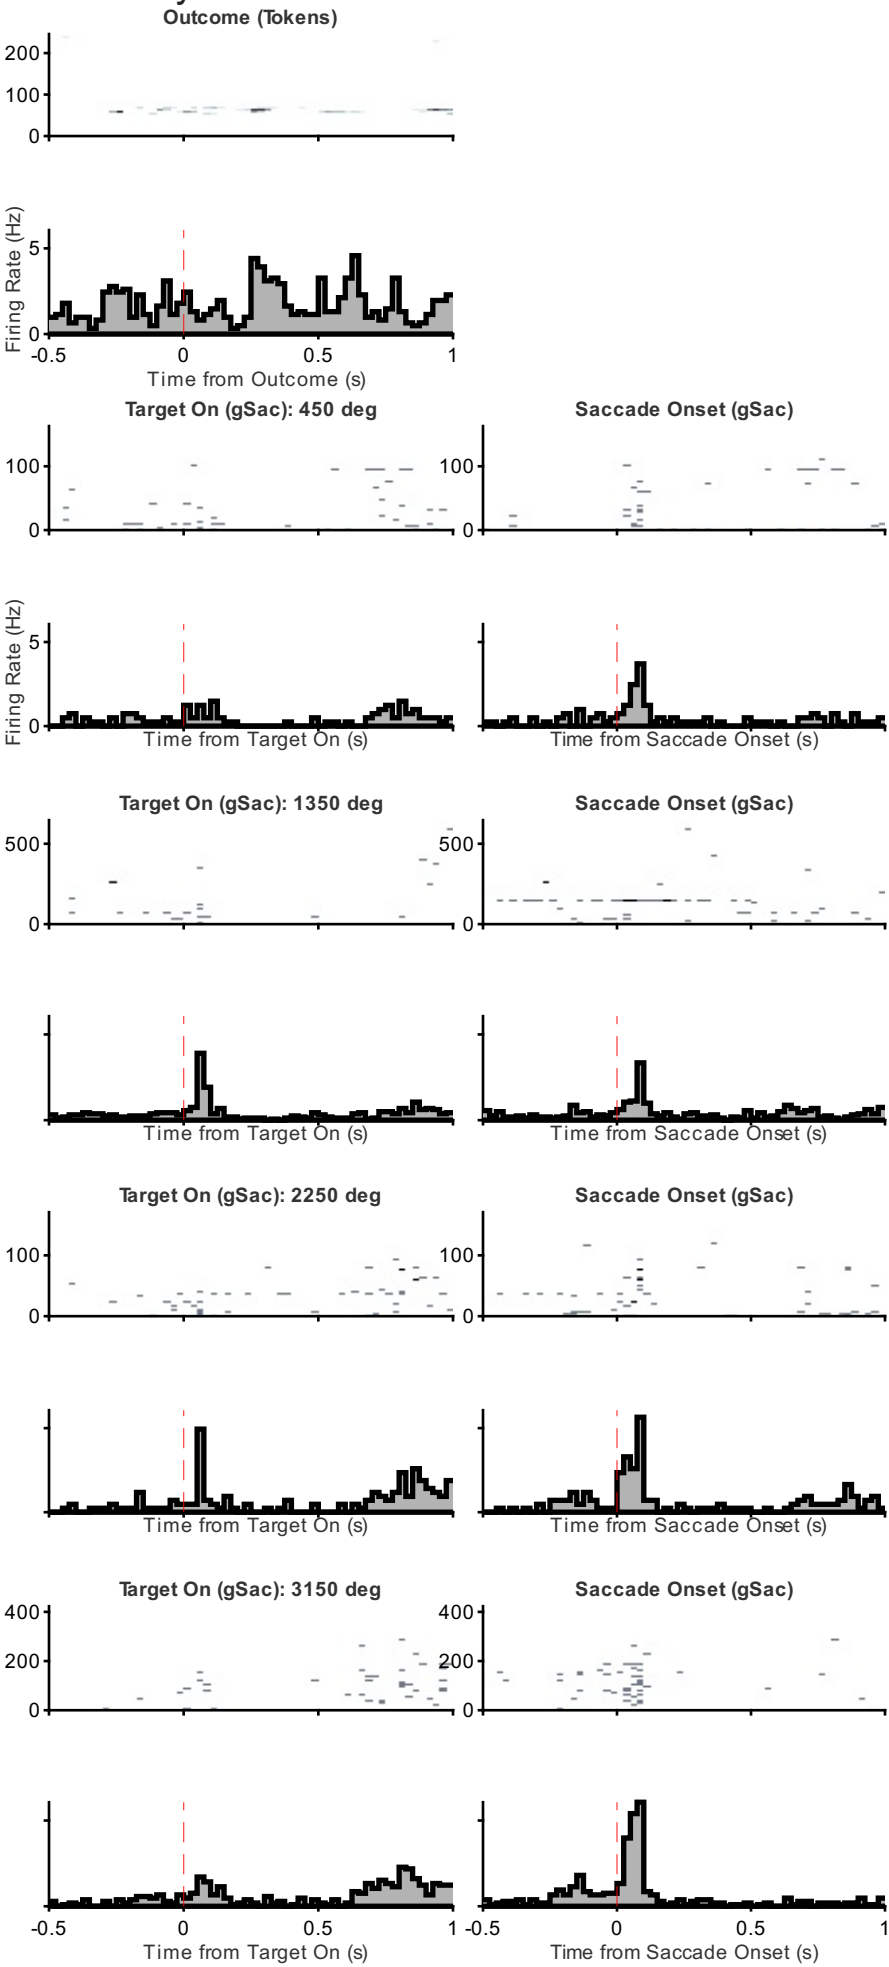 Outcome (Tokens)
200
100
0
Firing Rate (Hz)
5
0
-0.5 0 0.5 1
Time from Outcome (s)
Target On (gSac): 450 deg Saccade Onset (gSac)
100 100
0 0
Firing Rate (Hz)
5 5
0 0
Time from Target On (s) Time from Saccade Onset (s)
Target On (gSac): 1350 deg Saccade Onset (gSac)
500 500
0 0
Time from Target On (s) Time from Saccade Onset (s)
Target On (gSac): 2250 deg Saccade Onset (gSac)
100 100
0 0
Time from Target On (s) Time from Saccade Onset (s)
Target On (gSac): 3150 deg Saccade Onset (gSac)
400 400
200 200
0 0
-0.5 0 0.5 1 -0.5 0 0.5 1
Time from Target On (s) Time from Saccade Onset (s)